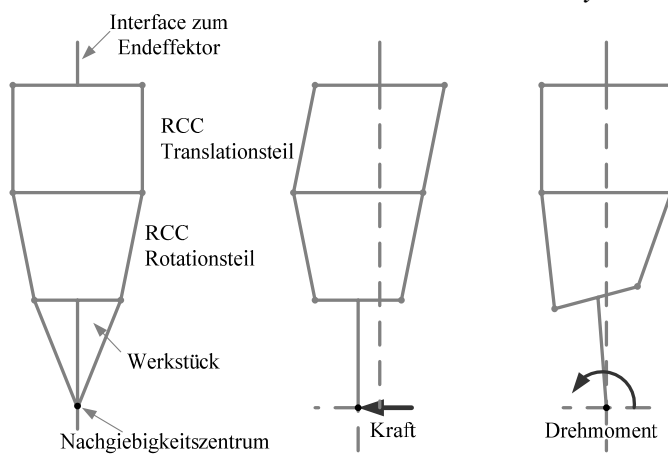 Interface zum
Endeffektor
RCC
Translationsteil
RCC
Rotationsteil
Werkstück
Nachgiebigkeitszentrum
Kraft
Drehmoment